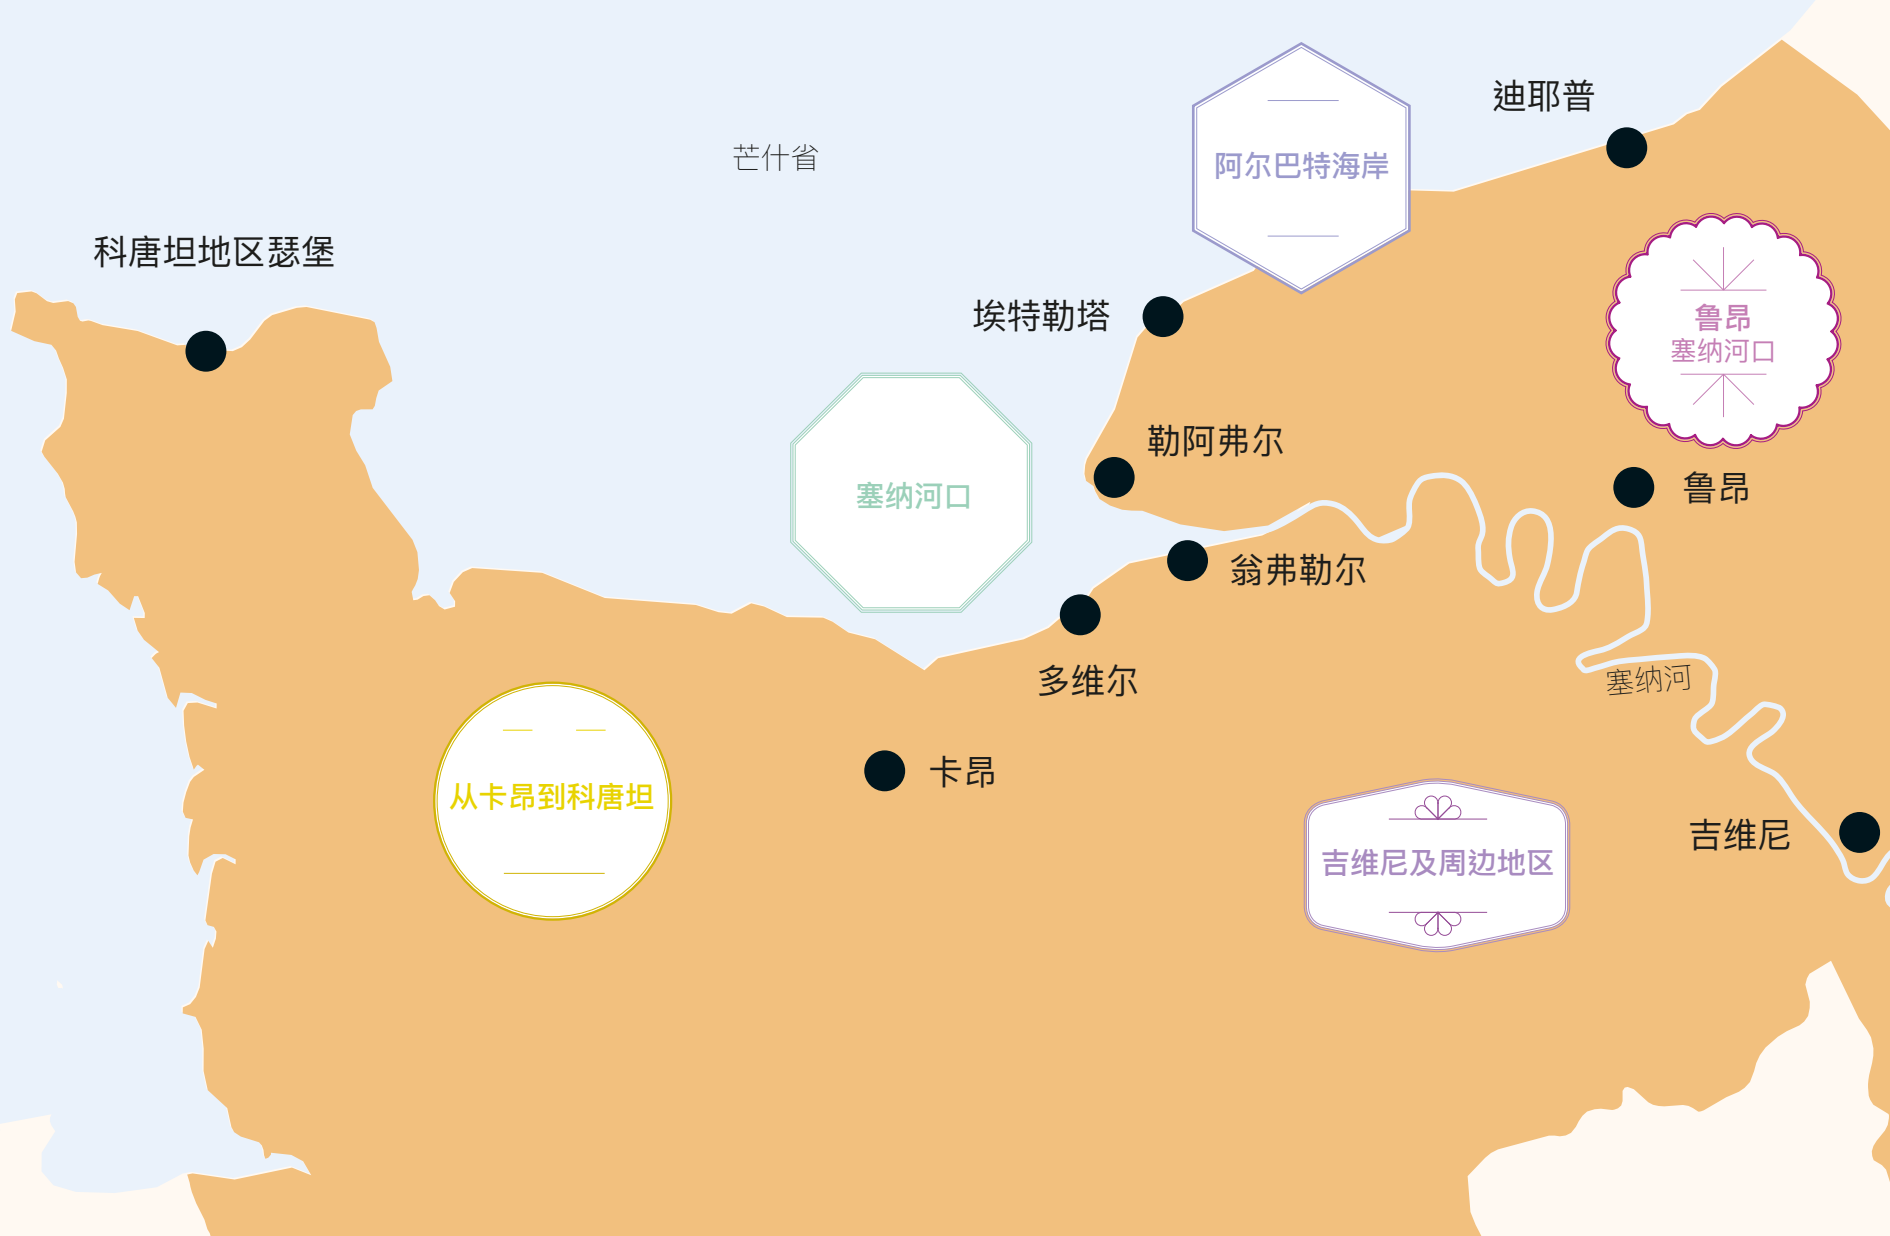 迪耶普
芒什省
阿尔巴特海岸
科唐坦地区瑟堡
埃特勒塔
鲁昂
塞纳河口
勒阿弗尔
塞纳河口
鲁昂
翁弗勒尔
多维尔
塞纳河
卡昂
从卡昂到科唐坦
吉维尼
吉维尼及周边地区